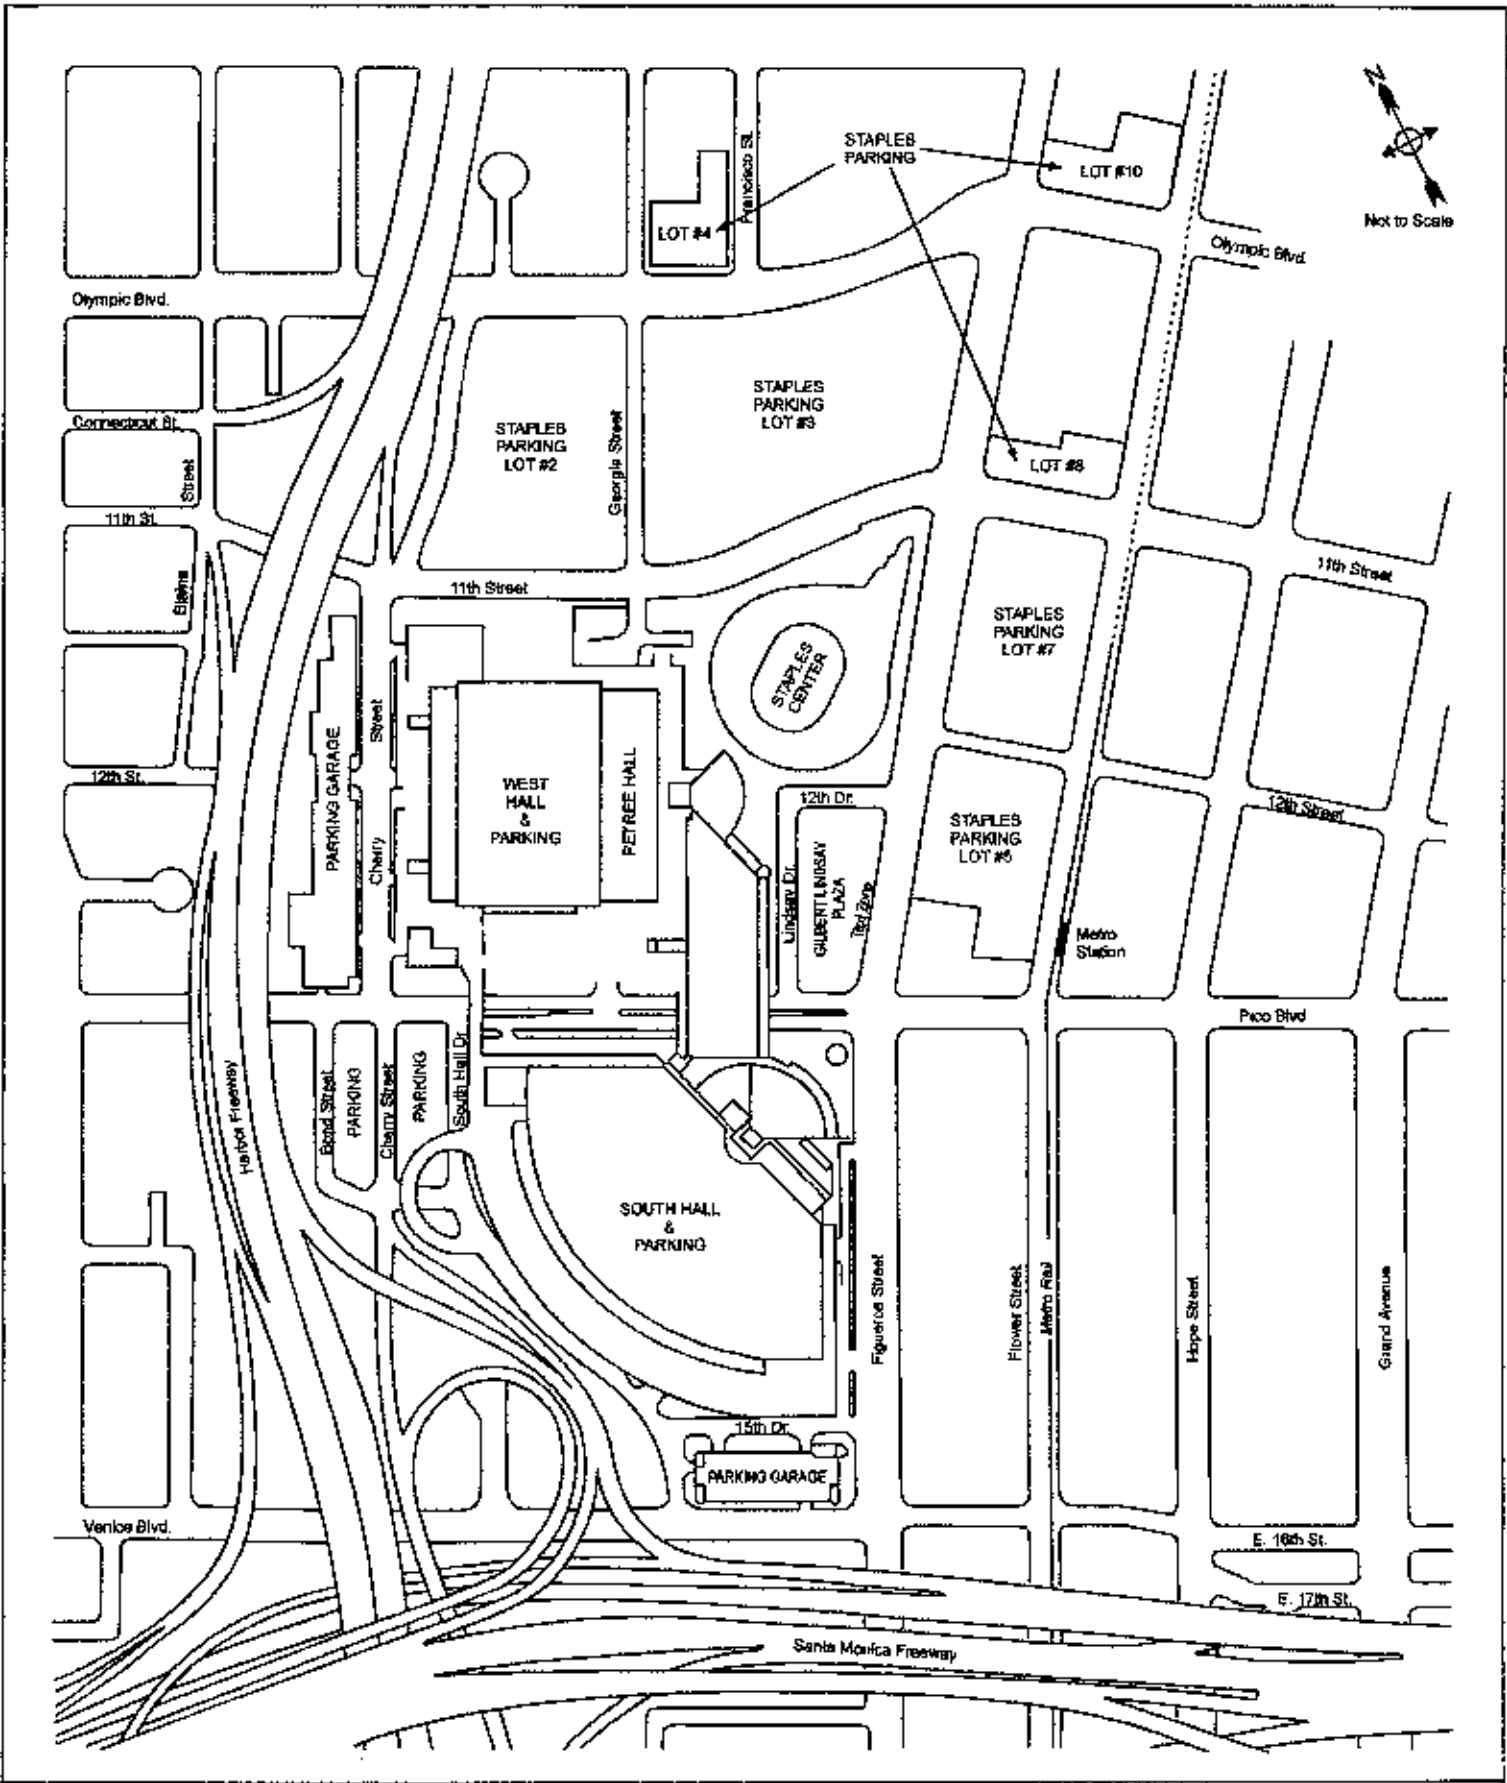 N
Not to Scale
STAPLES
PARKING
LOT #10
LOT #4
Francisco St.
Olympic Blvd.
Olympic Blvd.
STAPLES
PARKING
LOT #2
Georgia Street
STAPLES
PARKING
LOT #3
LOT #8
Connecticut St.
Street
11th St.
Blaine
11th Street
11th Street
STAPLES
PARKING
LOT #7
STAPLES
CENTER
PARKING GARAGE
Street
Cherry
WEST
HALL
&
PARKING
PETREE HALL
12th St.
12th Dr.
12th Street
STAPLES
PARKING
LOT #5
Lindsay Dr.
GILBERT LINDSAY
PLAZA
Metro
Station
Pico Blvd
Harbor Freeway
Bond Street
PARKING
Cherry Street
PARKING
South Hall Dr.
SOUTH HALL
&
PARKING
Figueroa Street
Flower Street
Metro Rail
Hope Street
Grand Avenue
15th Dr.
PARKING GARAGE
Venice Blvd.
E. 16th St.
E. 17th St.
Santa Monica Freeway